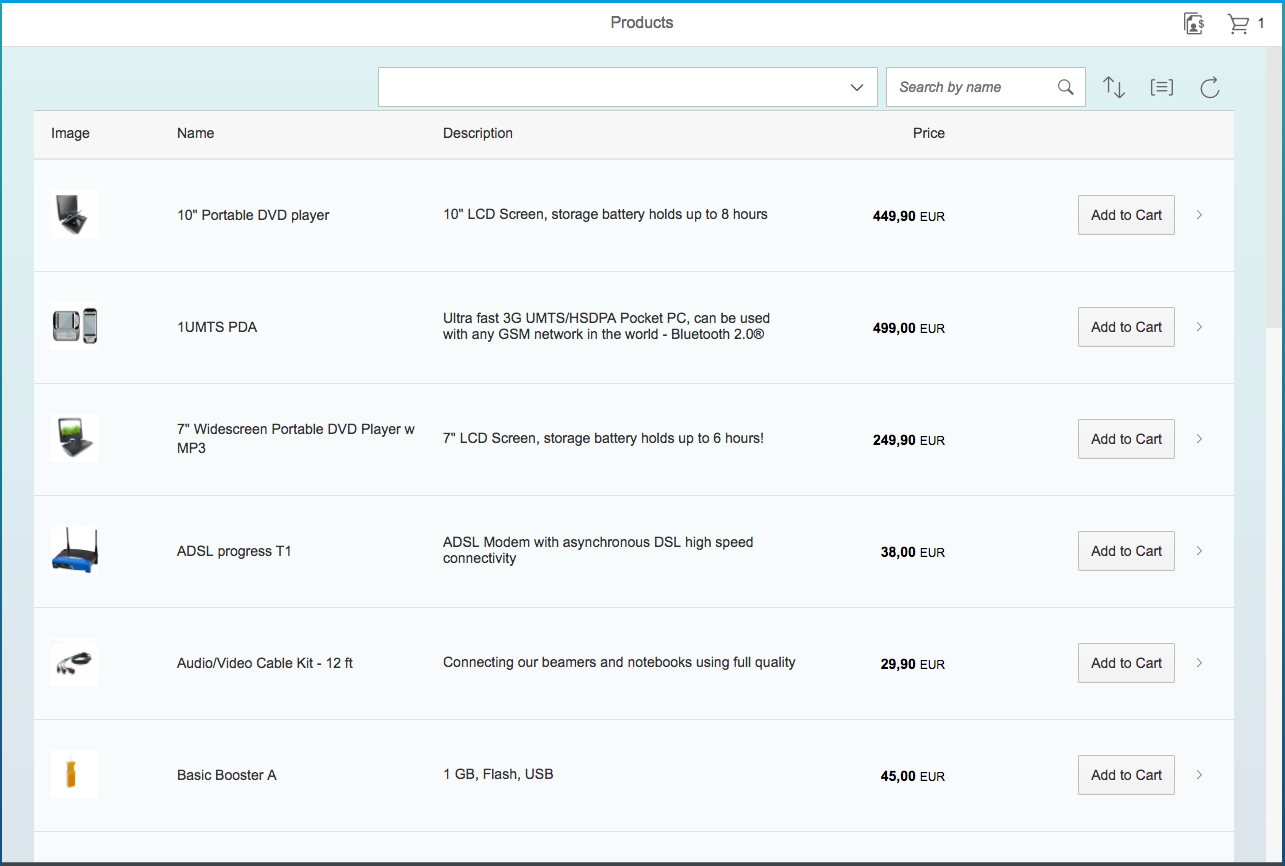 Products
1
Search by name
Image Name Description Price
10" Portable DVD player
10" LCD Screen, storage battery holds up to 8 hours
449,90 EUR
Add to Cart
1UMTS PDA
Ultra fast 3G UMTS/HSDPA Pocket PC, can be used
with any GSM network in the world - Bluetooth 2.0®
499,00 EUR
Add to Cart
7" Widescreen Portable DVD Player w
MP3
7" LCD Screen, storage battery holds up to 6 hours!
249,90 EUR
Add to Cart
ADSL progress T1
ADSL Modem with asynchronous DSL high speed
connectivity
38,00 EUR
Add to Cart
Audio/Video Cable Kit - 12 ft
Connecting our beamers and notebooks using full quality
29,90 EUR
Add to Cart
Basic Booster A
1 GB, Flash, USB
45,00 EUR
Add to Cart